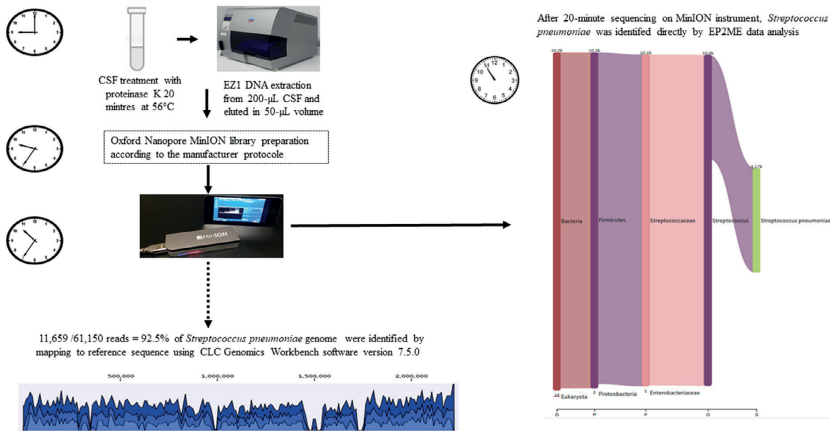 CSF treatment with
proteinase K 20
mintres at 56°C
EZ1 DNA extraction
from 200-μL CSF and
eluted in 50-μL volume
Oxford Nanopore MinION library preparation
according to the manufacturer protocole
MinION
11,659 /61,150 reads = 92.5% of Streptococcus pneumoniae genome were identified by
mapping to reference sequence using CLC Genomics Workbench software version 7.5.0
500,000 1,000,000 1,500,000 2,000,000
After 20-minute sequencing on MinION instrument, Streptococcus
pneumoniae was identifed directly by EP2ME data analysis
Bacteria Firmicutes Streptococcaceae Streptococcus Streptococcus pneumoniae
Eukaryota Proteobacteria Enterobacteriaceae
D P F G S